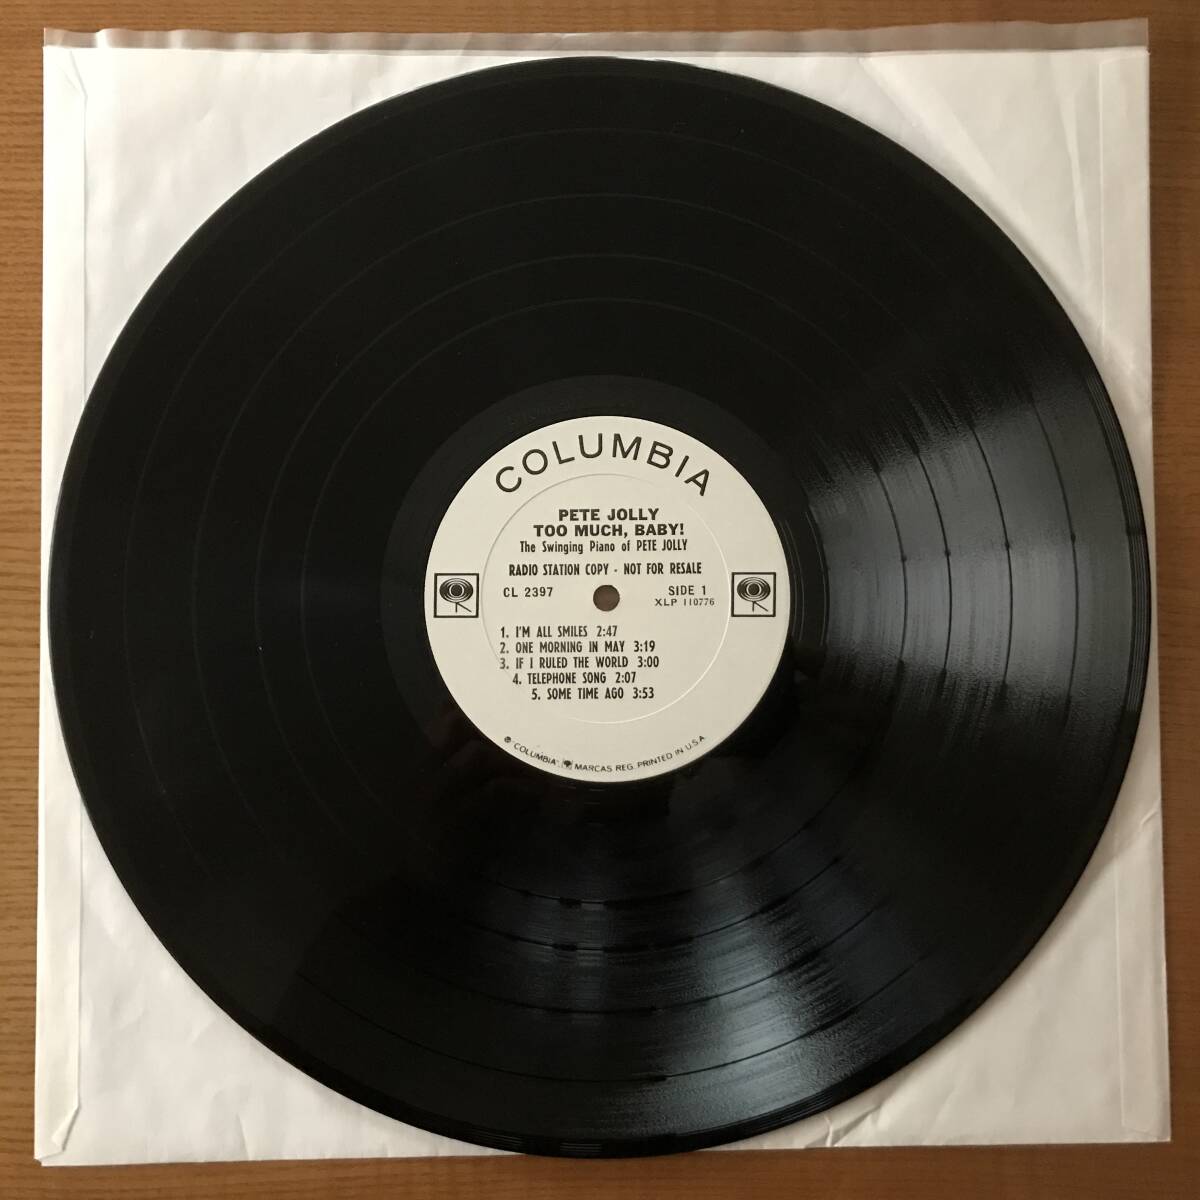 COLUMBIA
PETE JOLLY
TOO MUCH, BABY!
The Swinging Piano of PETE JOLLY
RADIO STATION COPY - NOT FOR RESALE
CL 2397
SIDE 1
XLP 110776
1. I'M ALL SMILES 2:47
2. ONE MORNING IN MAY 3:19
3. IF I RULED THE WORLD 3:00
4. TELEPHONE SONG 2:07
5. SOME TIME AGO 3:53
℗ "COLUMBIA" MARCAS REG. PRINTED IN U.S.A.